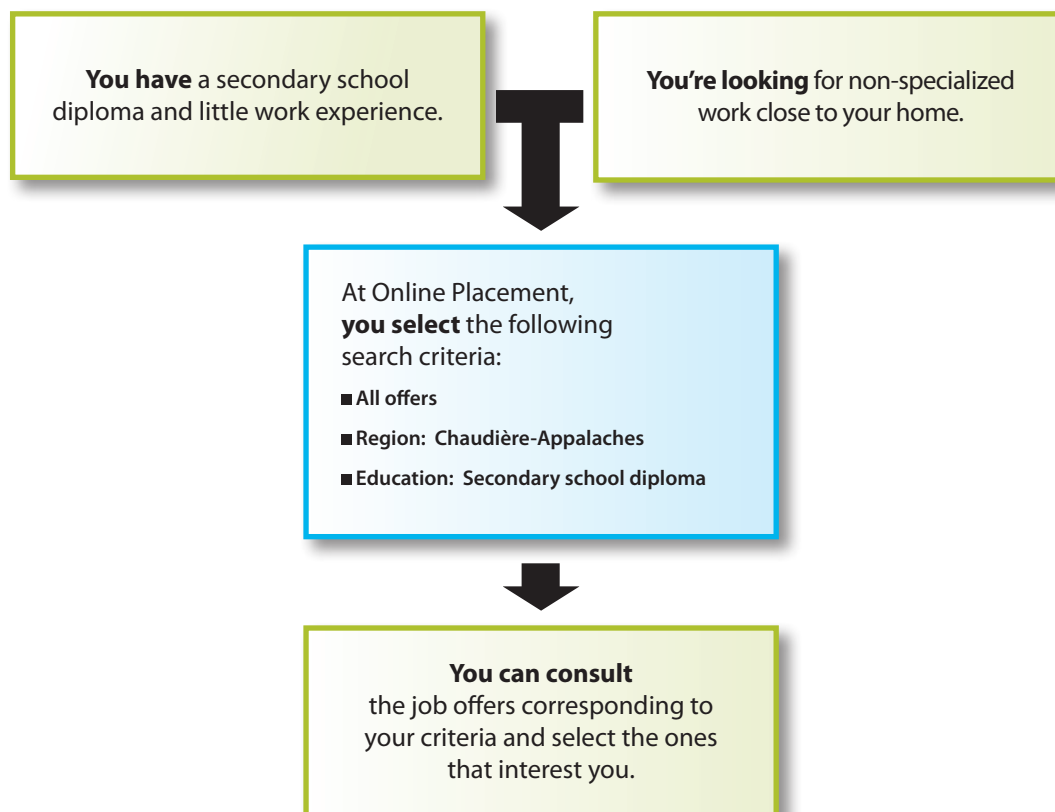 You have a secondary school
diploma and little work experience.
You're looking for non-specialized
work close to your home.
At Online Placement,
you select the following
search criteria:
■ All offers
■ Region: Chaudière-Appalaches
■ Education: Secondary school diploma
You can consult
the job offers corresponding to
your criteria and select the ones
that interest you.